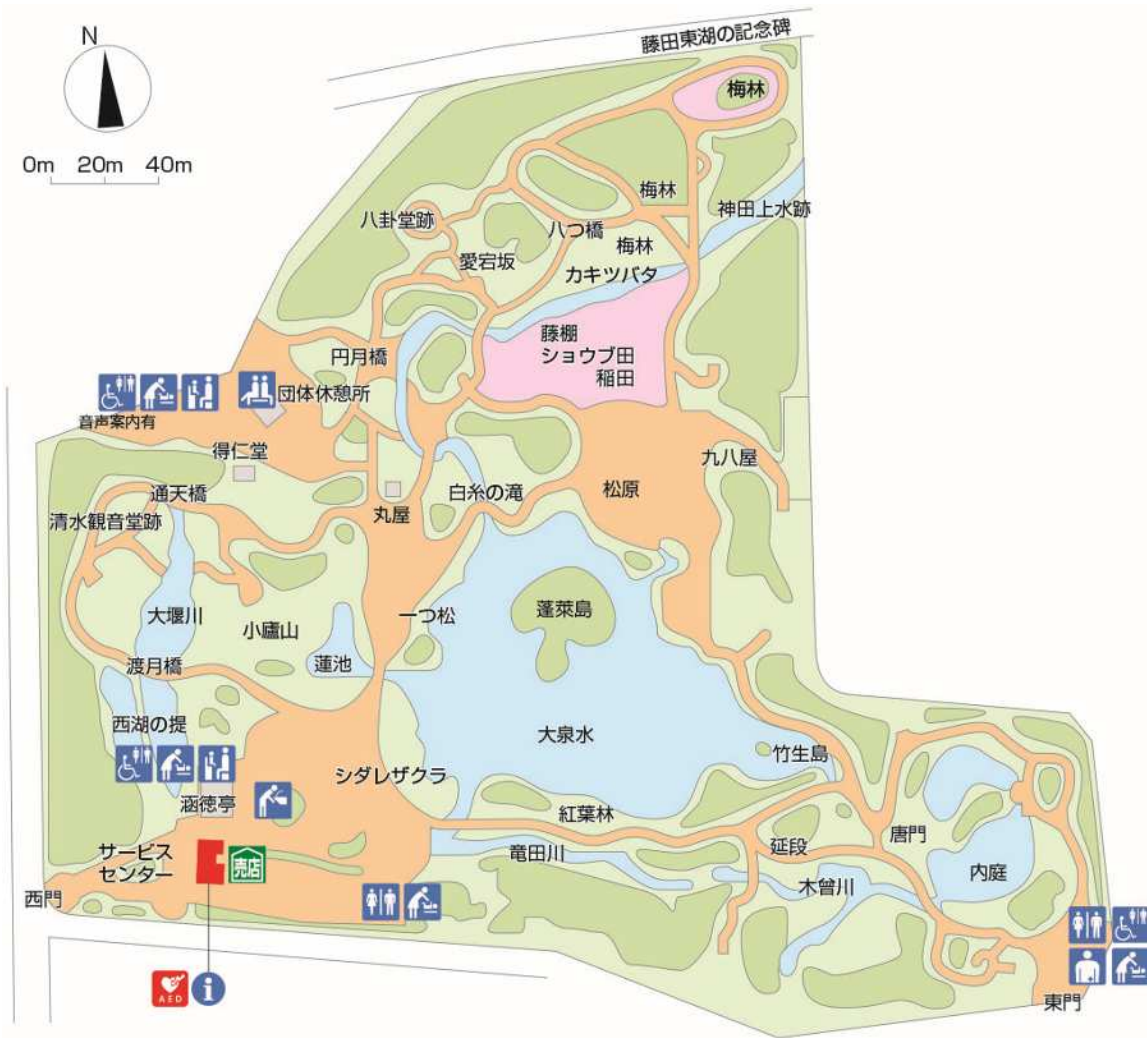 藤田東湖の記念碑
N
0m 20m 40m
梅林
梅林
神田上水跡
八卦堂跡
八つ橋
梅林
愛宕坂
カキツバタ
藤棚
ショウブ田
稲田
円月橋
団体休憩所
音声案内有
得仁堂
九八屋
通天橋
白糸の滝
松原
清水観音堂跡
丸屋
大堰川
小廬山
一つ松
蓬萊島
渡月橋
蓮池
西湖の提
大泉水
竹生島
シダレザクラ
涵徳亭
紅葉林
唐門
延段
竜田川
サービス
センター
売店
内庭
木曾川
西門
AED
i
東門